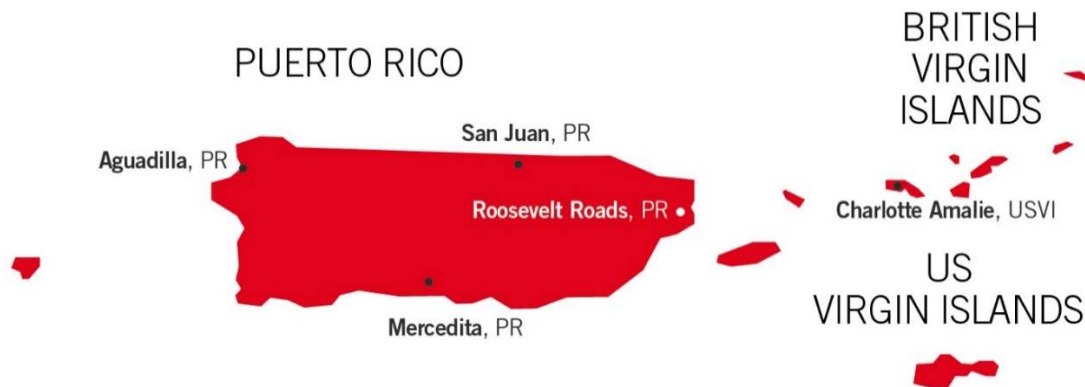 PUERTO RICO
BRITISH
VIRGIN
ISLANDS
San Juan, PR
Aguadilla, PR
Roosevelt Roads, PR
Charlotte Amalie, USVI
US
VIRGIN ISLANDS
Mercedita, PR